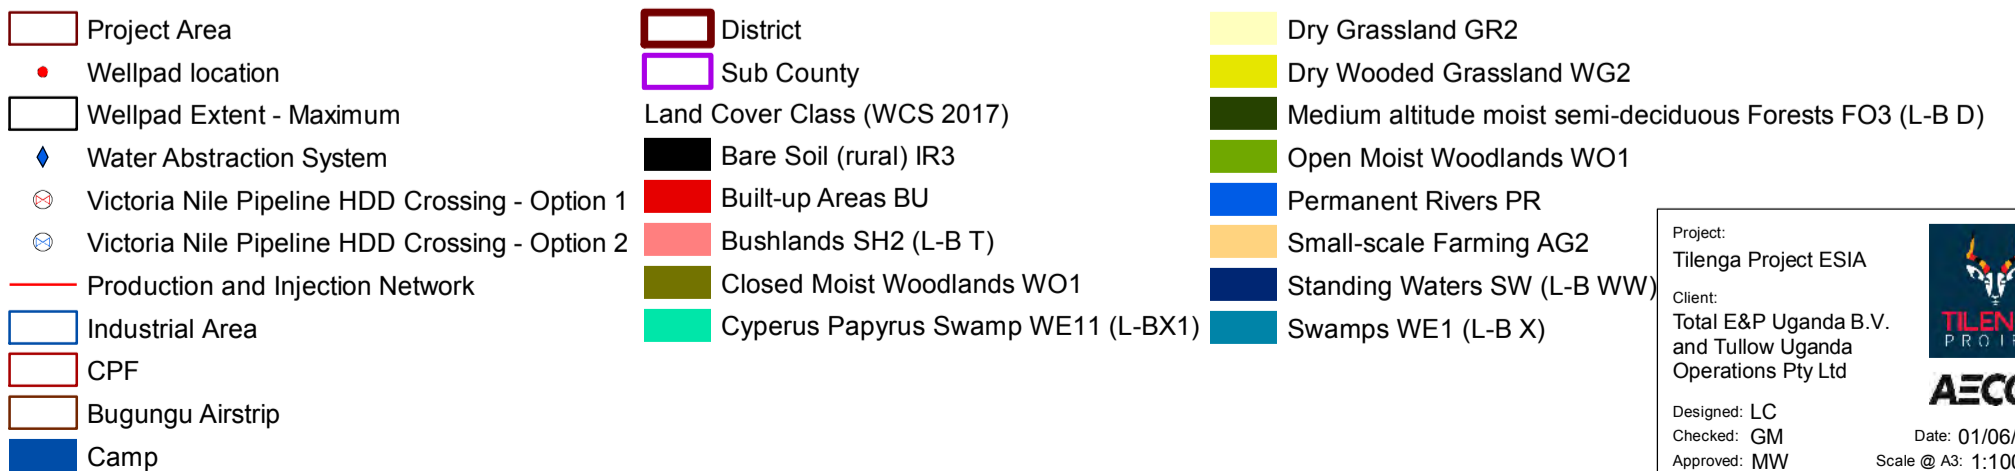 Project Area
Wellpad location
Wellpad Extent - Maximum
Water Abstraction System
Victoria Nile Pipeline HDD Crossing - Option 1
Victoria Nile Pipeline HDD Crossing - Option 2
Production and Injection Network
Industrial Area
CPF
Bugungu Airstrip
Camp
District
Sub County
Land Cover Class (WCS 2017)
Bare Soil (rural) IR3
Built-up Areas BU
Bushlands SH2 (L-B T)
Closed Moist Woodlands WO1
Cyperus Papyrus Swamp WE11 (L-BX1)
Dry Grassland GR2
Dry Wooded Grassland WG2
Medium altitude moist semi-deciduous Forests FO3 (L-B D)
Open Moist Woodlands WO1
Permanent Rivers PR
Small-scale Farming AG2
Standing Waters SW (L-B WW)
Swamps WE1 (L-B X)
Project:
Tilenga Project ESIA
Client:
Total E&P Uganda B.V.
and Tullow Uganda
Operations Pty Ltd
Designed: LC
Checked: GM
Approved: MW
Date: 01/06/
Scale @ A3: